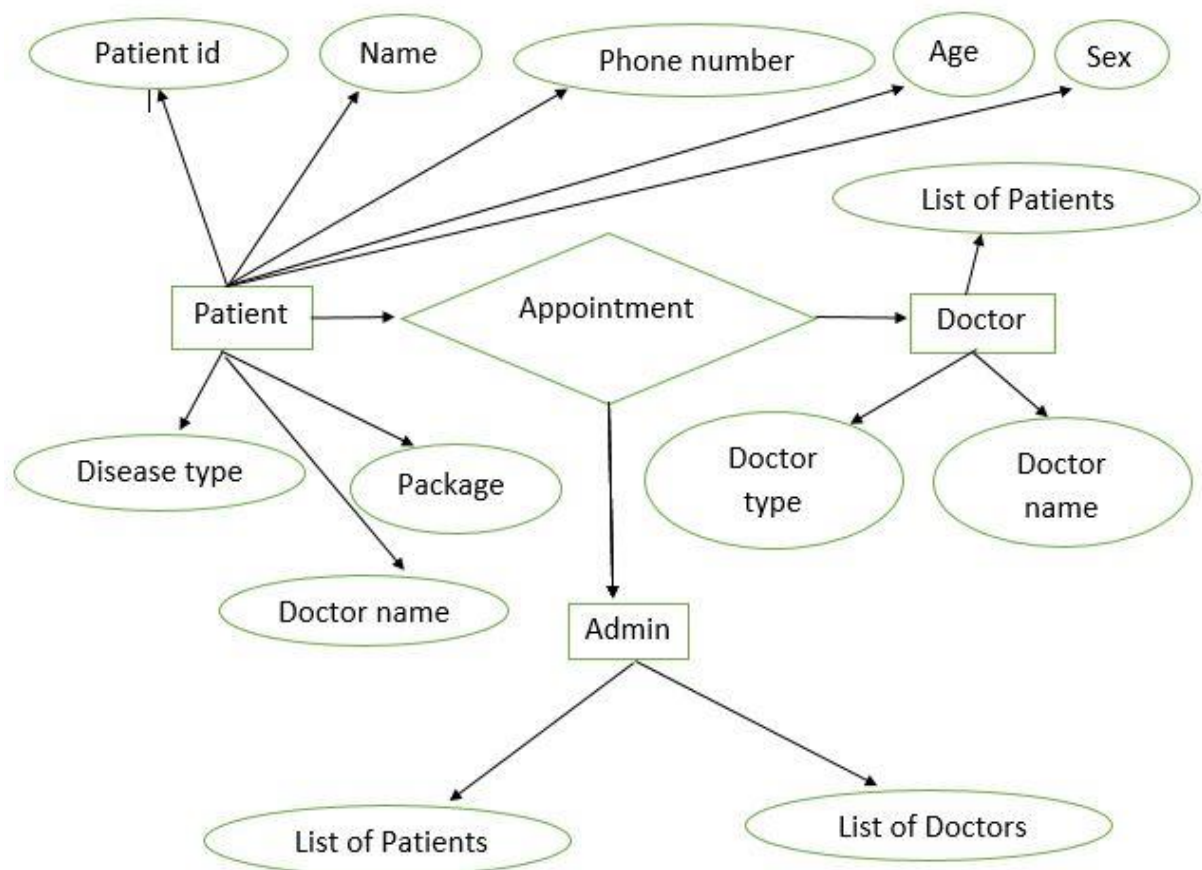 Patient id
Name
Phone number
Age
Sex
List of Patients
Patient
Appointment
Doctor
Disease type
Package
Doctor
type
Doctor
name
Doctor name
Admin
List of Patients
List of Doctors